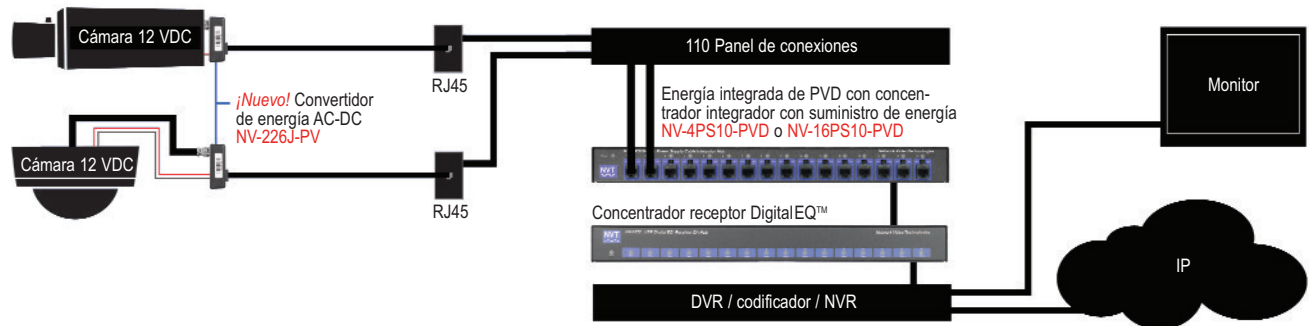 Cámara 12 VDC
RJ45
110 Panel de conexiones
Monitor
¡Nuevo! Convertidor
de energía AC-DC
NV-226J-PV
Energía integrada de PVD con concen-
trador integrador con suministro de energía
NV-4PS10-PVD o NV-16PS10-PVD
Cámara 12 VDC
RJ45
NVT
Concentrador receptor DigitalEQ™
NVT
IP
DVR / codificador / NVR